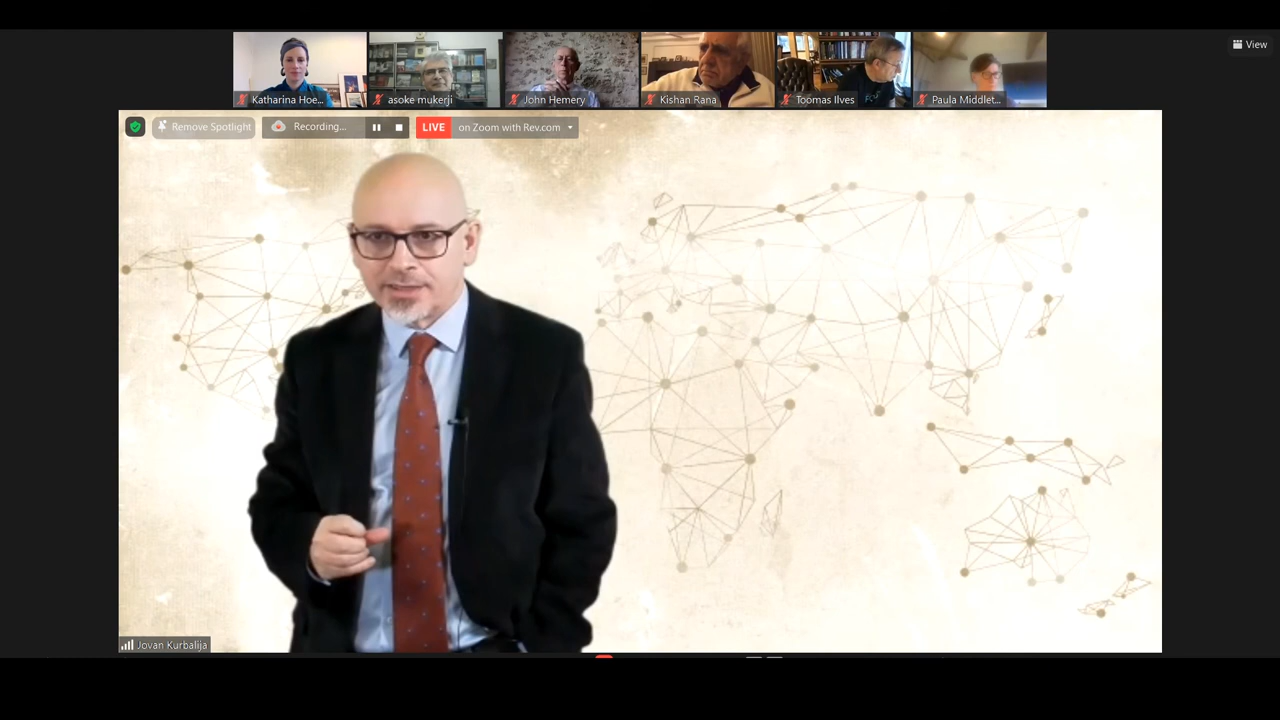 View
Katharina Hoe...
asoke mukerji
John Hemery
Kishan Rana
Toomas Ilves
Paula Middlet...
Remove Spotlight
Recording...
LIVE
on Zoom with Rev.com
Jovan Kurbalija